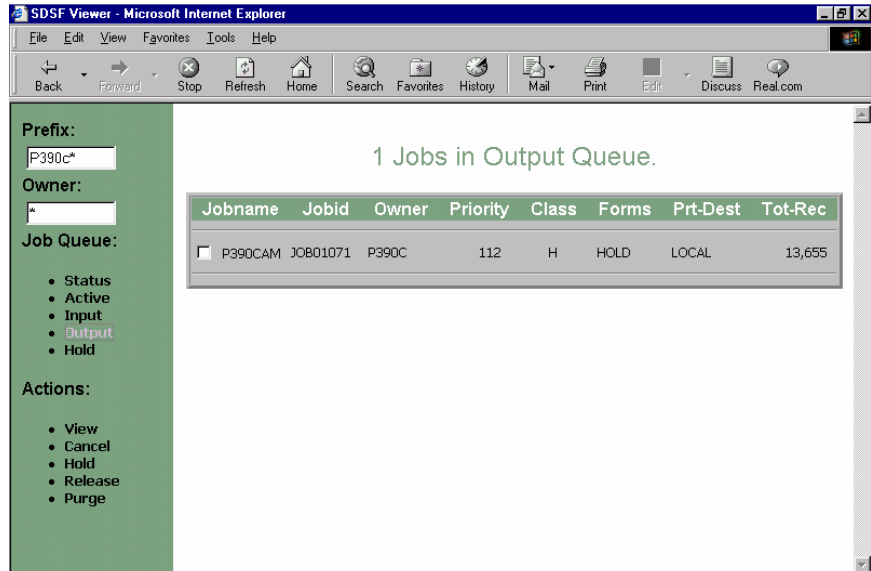 SDSF Viewer - Microsoft Internet Explorer
File Edit View Favorites Tools Help
Back Forward Stop Refresh Home Search Favorites History Mail Print Edit Discuss Real.com
Prefix:
P390c*
Owner:
*
Job Queue:
• Status
• Active
• Input
• Output
• Hold
Actions:
• View
• Cancel
• Hold
• Release
• Purge
1 Jobs in Output Queue.
Jobname Jobid Owner Priority Class Forms Prt-Dest Tot-Rec
P390CAM JOB01071 P390C 112 H HOLD LOCAL 13,655